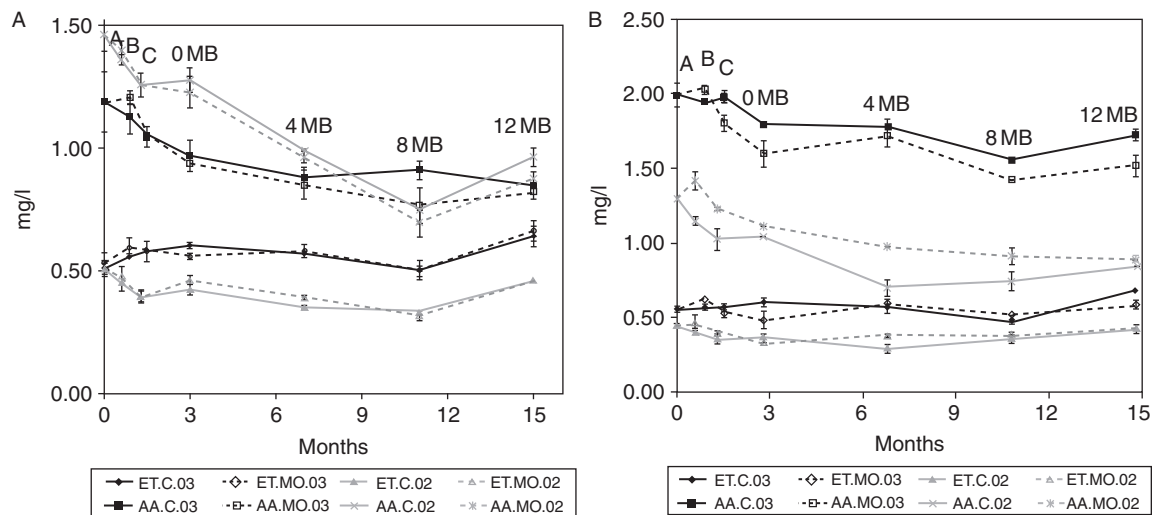 A
1.50
1.00
0.50
0.00
mg/l
A
B
C
0 MB
4 MB
8 MB
12 MB
0 3 6 9 12 15
Months
ET.C.03 ET.MO.03 ET.C.02 ET.MO.02
AA.C.03 AA.MO.03 AA.C.02 AA.MO.02
B
2.50
2.00
1.50
1.00
0.50
0.00
mg/l
A
B
C
0 MB
4 MB
8 MB
12 MB
0 3 6 9 12 15
Months
ET.C.03 ET.MO.03 ET.C.02 ET.MO.02
AA.C.03 AA.MO.03 AA.C.02 AA.MO.02